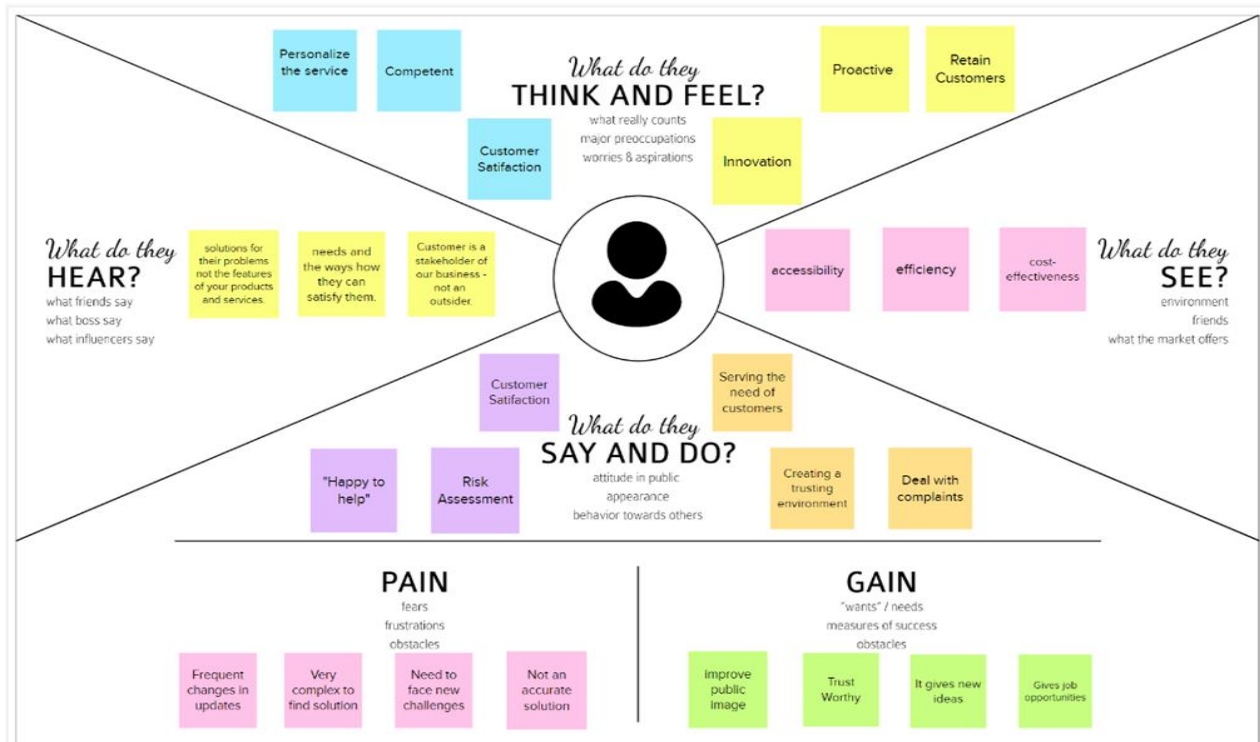 Personalize
the service
Competent
What do they
THINK AND FEEL?
what really counts
major preoccupations
worries & aspirations
Customer
Satifaction
Proactive
Retain
Customers
Innovation
What do they
HEAR?
what friends say
what boss say
what influencers say
solutions for
their problems
not the features
of your products
and services.
needs and
the ways how
they can
satisfy them.
Customer is a
stakeholder of
our business -
not an
outsider.
accessibility
efficiency
cost-
effectiveness
What do they
SEE?
environment
friends
what the market offers
Customer
Satifaction
"Happy to
help"
Risk
Assessment
What do they
SAY AND DO?
attitude in public
appearance
behavior towards others
Serving the
need of
customers
Creating a
trusting
environment
Deal with
complaints
PAIN
fears
frustrations
obstacles
Frequent
changes in
updates
Very
complex to
find solution
Need to
face new
challenges
Not an
accurate
solution
GAIN
"wants" / needs
measures of success
obstacles
Improve
public
image
Trust
Worthy
It gives new
ideas
Gives job
opportunities